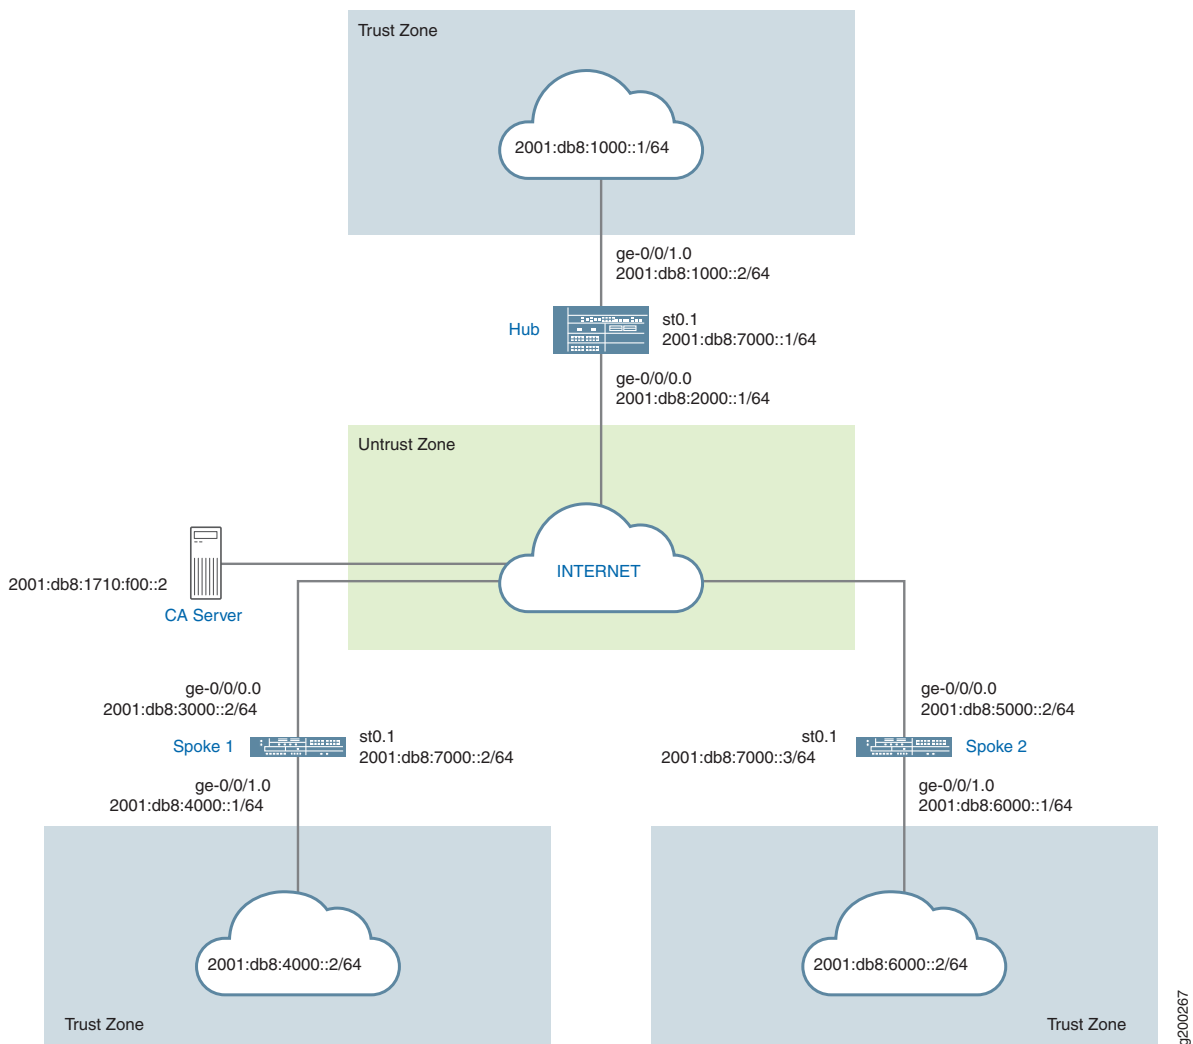 Trust Zone
2001:db8:1000::1/64
ge-0/0/1.0
2001:db8:1000::2/64
Hub
st0.1
2001:db8:7000::1/64
ge-0/0/0.0
2001:db8:2000::1/64
Untrust Zone
INTERNET
2001:db8:1710:f00::2
CA Server
ge-0/0/0.0
2001:db8:3000::2/64
Spoke 1
st0.1
2001:db8:7000::2/64
ge-0/0/1.0
2001:db8:4000::1/64
ge-0/0/0.0
2001:db8:5000::2/64
st0.1
2001:db8:7000::3/64
Spoke 2
ge-0/0/1.0
2001:db8:6000::1/64
2001:db8:4000::2/64
Trust Zone
2001:db8:6000::2/64
Trust Zone
g200267